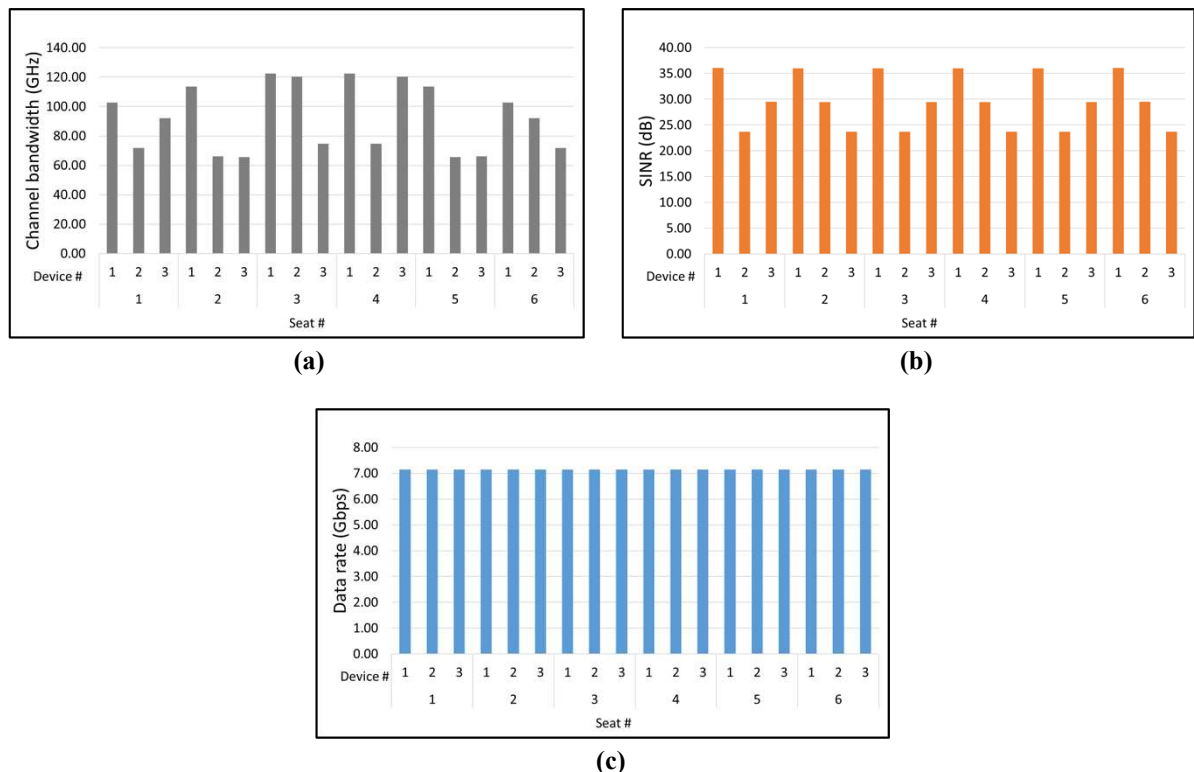 Channel bandwidth (GHz)
140.00
120.00
100.00
80.00
60.00
40.00
20.00
0.00
Device # 1 2 3 1 2 3 1 2 3 1 2 3 1 2 3 1 2 3
1 2 3 4 5 6
Seat #
(a)
SINR (dB)
40.00
35.00
30.00
25.00
20.00
15.00
10.00
5.00
0.00
Device # 1 2 3 1 2 3 1 2 3 1 2 3 1 2 3 1 2 3
1 2 3 4 5 6
Seat #
(b)
Data rate (Gbps)
8.00
7.00
6.00
5.00
4.00
3.00
2.00
1.00
0.00
Device # 1 2 3 1 2 3 1 2 3 1 2 3 1 2 3 1 2 3
1 2 3 4 5 6
Seat #
(c)